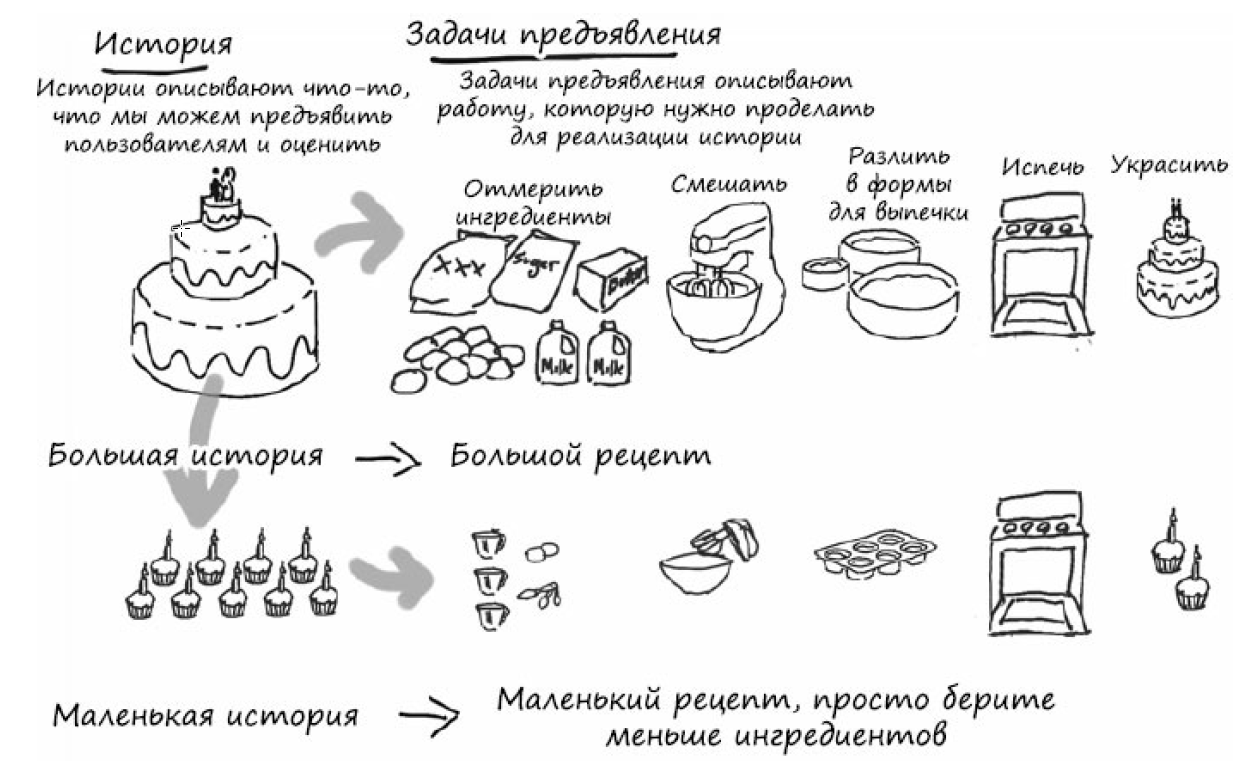 История
Истории описывают что-то,
что мы можем предъявить
пользователям и оценить
Задачи предъявления
Задачи предъявления описывают
работу, которую нужно проделать
для реализации истории
Отмерить
ингредиенты
Смешать
Разлить
в формы
для выпечки
Испечь
Украсить
XXX
Suger
Butter
Milk
Milk
Большая история
Большой рецепт
Маленькая история
Маленький рецепт, просто берите
меньше ингредиентов